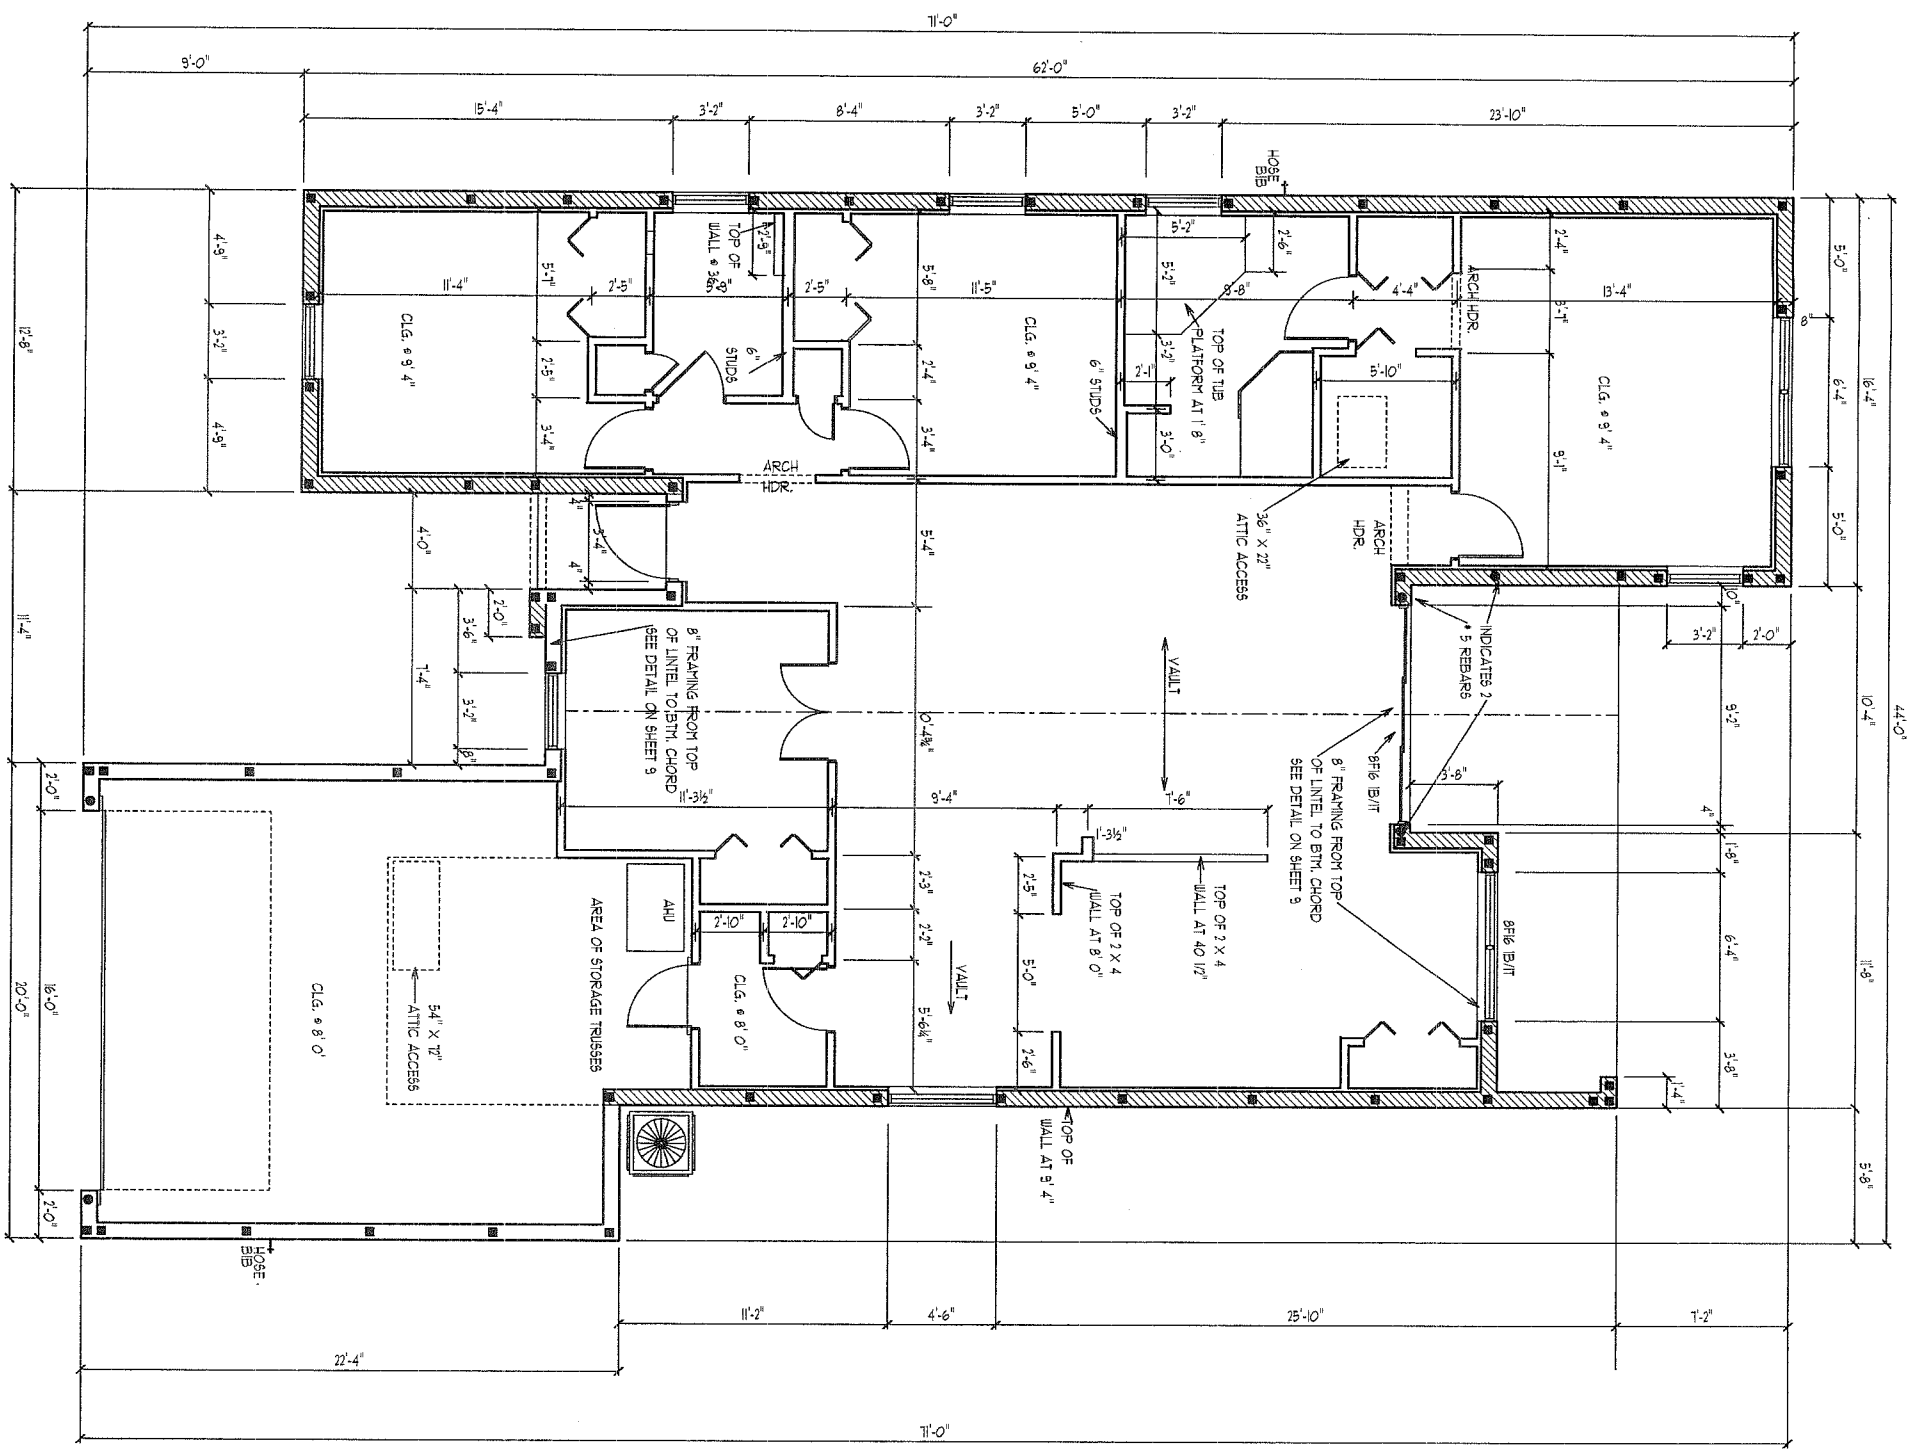 71'-0"
9'-0"
62'-0"
15'-4"
3'-2"
8'-4"
3'-2"
5'-0"
3'-2"
23'-10"
HOSE
BIB
4'-9"
3'-2"
4'-9"
12'-8"
11'-4"
CLG. @ 9' 4"
5'-7"
11'-4"
2'-5"
2'-5"
3'-4"
TOP OF
WALL @ 36"
2'-9"
5'-9"
6"
STUDS
2'-5"
5'-8"
11'-5"
CLG. @ 9' 4"
2'-4"
3'-4"
ARCH
HDR.
5'-2"
2'-6"
5'-2"
9'-8"
TOP OF TUB
PLATFORM AT 1' 8"
3'-2"
2'-1"
3'-0"
6" STUDS
4'-4"
ARCH HDR.
5'-10"
36" X 22"
ATTIC ACCESS
2'-4"
3'-7"
13'-4"
9'-1"
CLG. @ 9' 4"
ARCH
HDR.
8"
5'-0"
6'-4"
5'-0"
16'-4"
10'-4"
11'-8"
5'-8"
44'-0"
4'-0"
7'-4"
2'-0"
3'-6"
3'-2"
8"
4"
3'-4"
4"
5'-4"
8" FRAMING FROM TOP
OF LINTEL TO BTM. CHORD
SEE DETAIL ON SHEET 9
10'-4¾"
11'-3½"
9'-4"
7'-6"
1'-3½"
VAULT
INDICATES 2
# 5 REBARS
10"
3'-2"
2'-0"
9'-2"
8F16 1B/1T
3'-8"
4"
1'-8"
6'-4"
3'-8"
1'-4"
8" FRAMING FROM TOP
OF LINTEL TO BTM. CHORD
SEE DETAIL ON SHEET 9
8F16 1B/1T
2'-3"
2'-2"
5'-6¼"
2'-5"
5'-0"
2'-6"
TOP OF 2 X 4
WALL AT 8' 0"
TOP OF 2 X 4
WALL AT 40 1/2"
VAULT
2'-10"
2'-10"
CLG. @ 8' 0"
AHU
AREA OF STORAGE TRUSSES
54" X 72"
ATTIC ACCESS
CLG. @ 8' 0'
2'-0"
16'-0"
2'-0"
20'-0"
HOSE
BIB
TOP OF
WALL AT 9' 4"
22'-4"
11'-2"
4'-6"
25'-10"
7'-2"
71'-0"